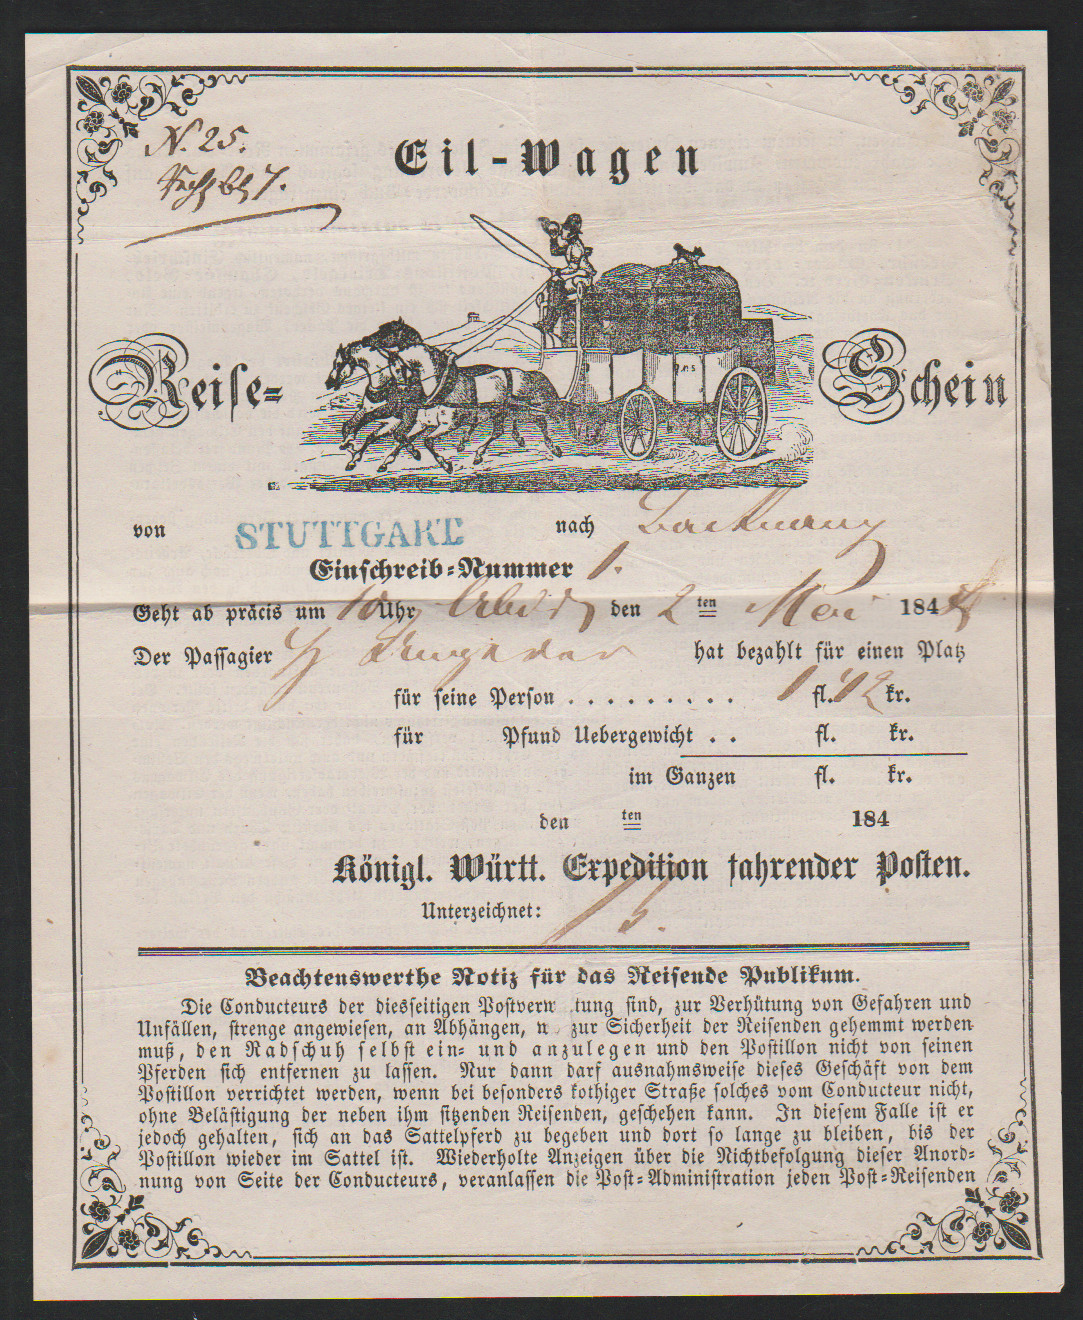 N. 25.
Eil-Wagen
Reise-
Schein
N° 5
von STUTTGART nach Backnang
Einschreib-Nummer 1.
Geht ab präcis um 10 Uhr Abends den 2 ten Mai 184
Der Passagier hat bezahlt für einen Platz
für seine Person . . . . . . . . . 1 fl. 12 kr.
für Pfund Uebergewicht . . fl. kr.
im Ganzen fl. kr.
den ten 184
Königl. Württ. Expedition fahrender Posten.
Unterzeichnet:
Beachtenswerthe Notiz für das Reisende Publikum.
Die Conducteurs der diesseitigen Postverw tung sind, zur Verhütung von Gefahren und
Unfällen, strenge angewiesen, an Abhängen, w zur Sicherheit der Reisenden gehemmt werden
muß, den Radschuh selbst ein- und anzulegen und den Postillon nicht von seinen
Pferden sich entfernen zu lassen. Nur dann darf ausnahmsweise dieses Geschäft von dem
Postillon verrichtet werden, wenn bei besonders kothiger Straße solches vom Conducteur nicht,
ohne Belästigung der neben ihm sitzenden Reisenden, geschehen kann. In diesem Falle ist er
jedoch gehalten, sich an das Sattelpferd zu begeben und dort so lange zu bleiben, bis der
Postillon wieder im Sattel ist. Wiederholte Anzeigen über die Nichtbefolgung dieser Anord-
nung von Seite der Conducteurs, veranlassen die Post-Administration jeden Post-Reisenden